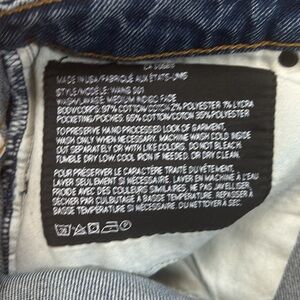 MADE IN USA/FABRIQUÉ AUX ÉTATS-UNIS
STYLE/MODELE: WANG 001
WASH/LAVAGE: MEDIUM INDIGO FADE
BODY/CORPS: 97% COTTON 2% POLYESTER 1% LYCRA
POCKETING/POCHES: 65% COTTON 35% POLYESTER
TO PRESERVE HAND PROCESSED LOOK OF GARMENT,
WASH ONLY WHEN NECESSARY. MACHINE WASH COLD INSIDE
OUT SEPARATELY OR WITH LIKE COLORS. DO NOT BLEACH.
TUMBLE DRY LOW. COOL IRON IF NEEDED OR DRY CLEAN.
POUR PRÉSERVER LE CARACTÈRE TRAITÉ DU VÊTEMENT,
LAVER SEULEMENT SI NÉCESSAIRE. LAVER EN MACHINE À L'EAU
FROIDE AVEC DES COULEURS SIMILAIRES. NE PAS JAVELLISER.
SÉCHER PAR CULBUTAGE À BASSE TEMPÉRATURE. REPASSER À
BASSE TEMPÉRATURE SI NÉCESSAIRE. OU NETTOYER À SEC.